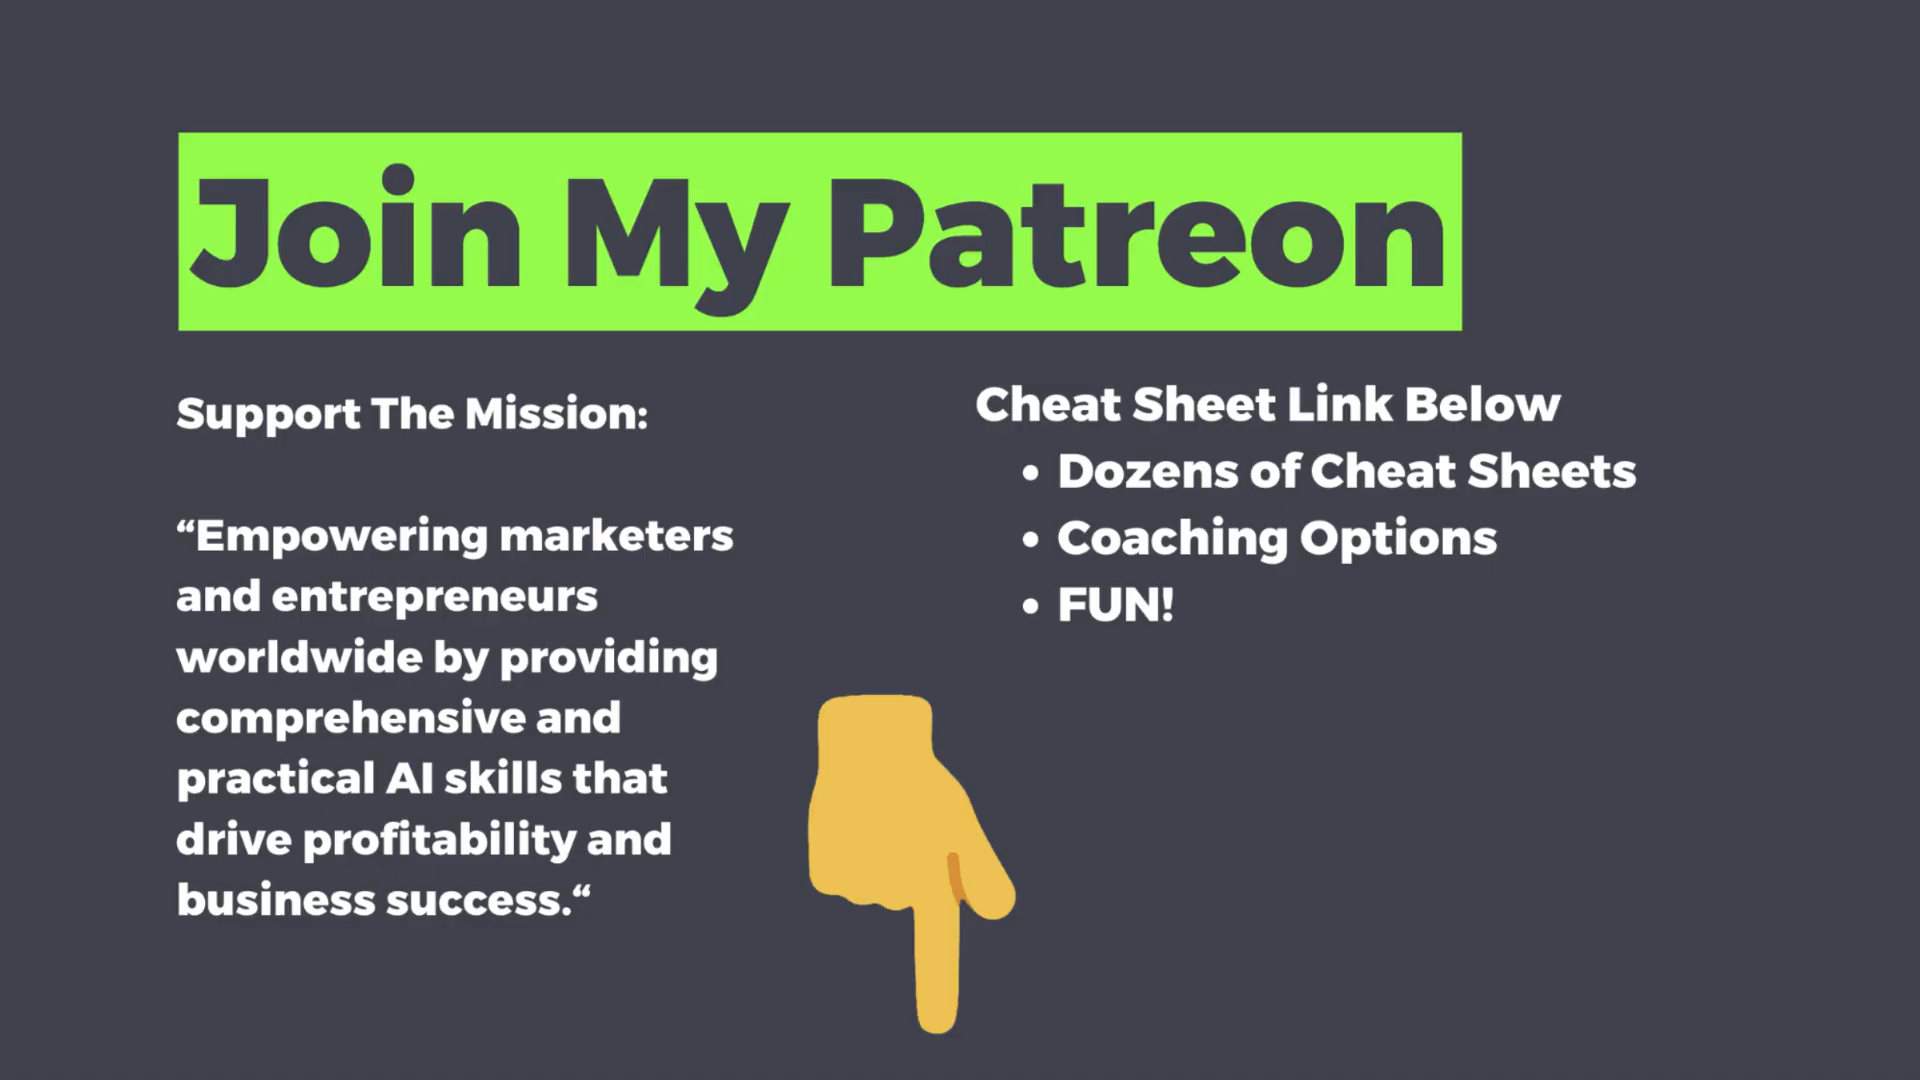 Join My Patreon
Support The Mission:
“Empowering marketers
and entrepreneurs
worldwide by providing
comprehensive and
practical AI skills that
drive profitability and
business success.“
Cheat Sheet Link Below
• Dozens of Cheat Sheets
• Coaching Options
• FUN!